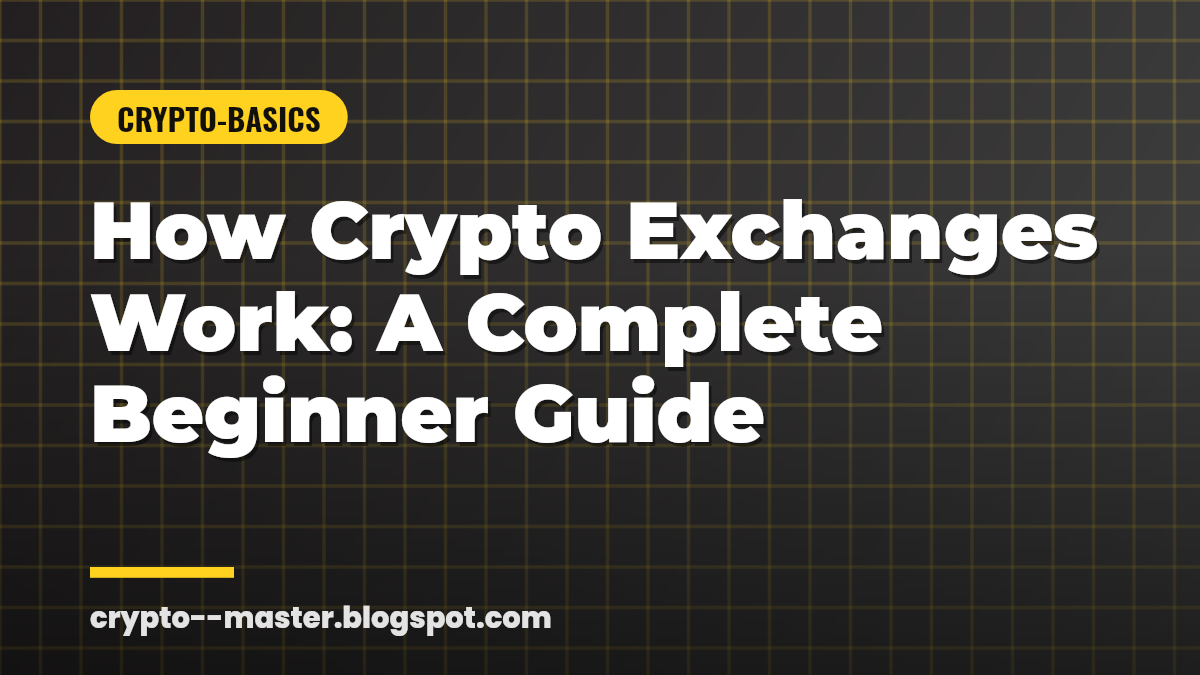 CRYPTO-BASICS
How Crypto Exchanges
Work: A Complete
Beginner Guide
crypto--master.blogspot.com